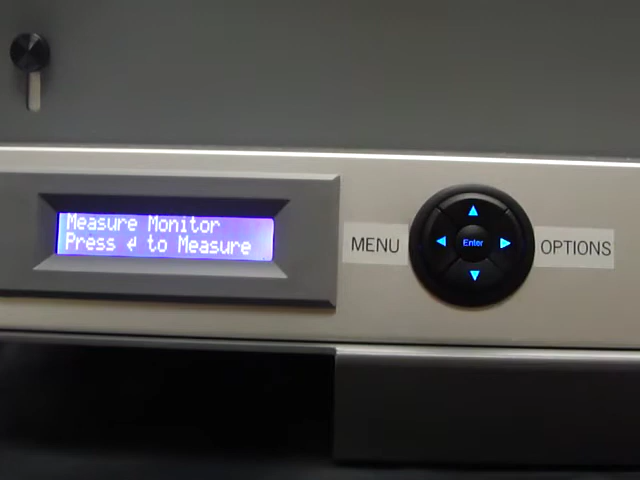 Measure Monitor
Press ↵ to Measure
MENU
Enter
OPTIONS